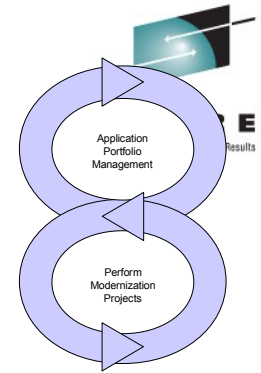 E
Results
Application
Portfolio
Management
Perform
Modernization
Projects